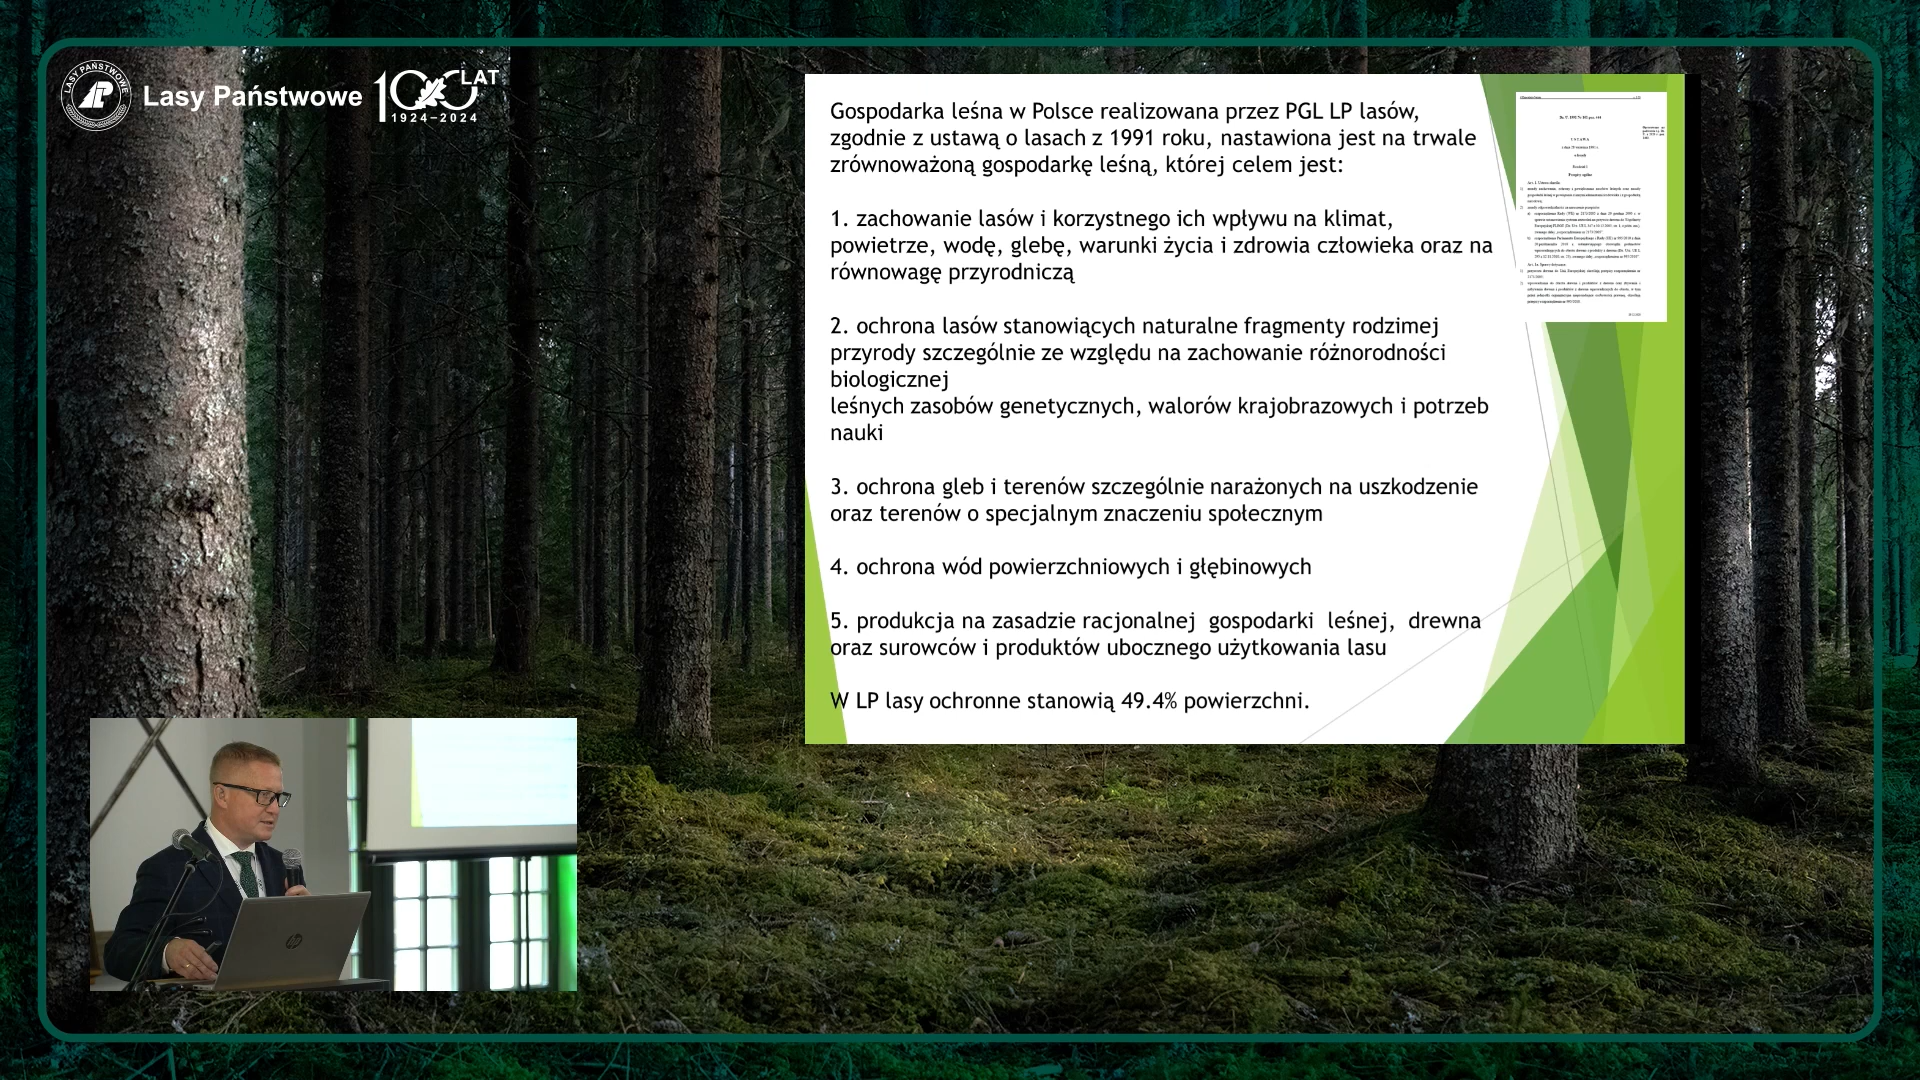 LASY PAŃSTWOWE
Lasy Państwowe
100 LAT
1924–2024
Gospodarka leśna w Polsce realizowana przez PGL LP lasów,
zgodnie z ustawą o lasach z 1991 roku, nastawiona jest na trwale
zrównoważoną gospodarkę leśną, której celem jest:
1. zachowanie lasów i korzystnego ich wpływu na klimat,
powietrze, wodę, glebę, warunki życia i zdrowia człowieka oraz na
równowagę przyrodniczą
2. ochrona lasów stanowiących naturalne fragmenty rodzimej
przyrody szczególnie ze względu na zachowanie różnorodności
biologicznej
leśnych zasobów genetycznych, walorów krajobrazowych i potrzeb
nauki
3. ochrona gleb i terenów szczególnie narażonych na uszkodzenie
oraz terenów o specjalnym znaczeniu społecznym
4. ochrona wód powierzchniowych i głębinowych
5. produkcja na zasadzie racjonalnej gospodarki leśnej, drewna
oraz surowców i produktów ubocznego użytkowania lasu
W LP lasy ochronne stanowią 49.4% powierzchni.
hp